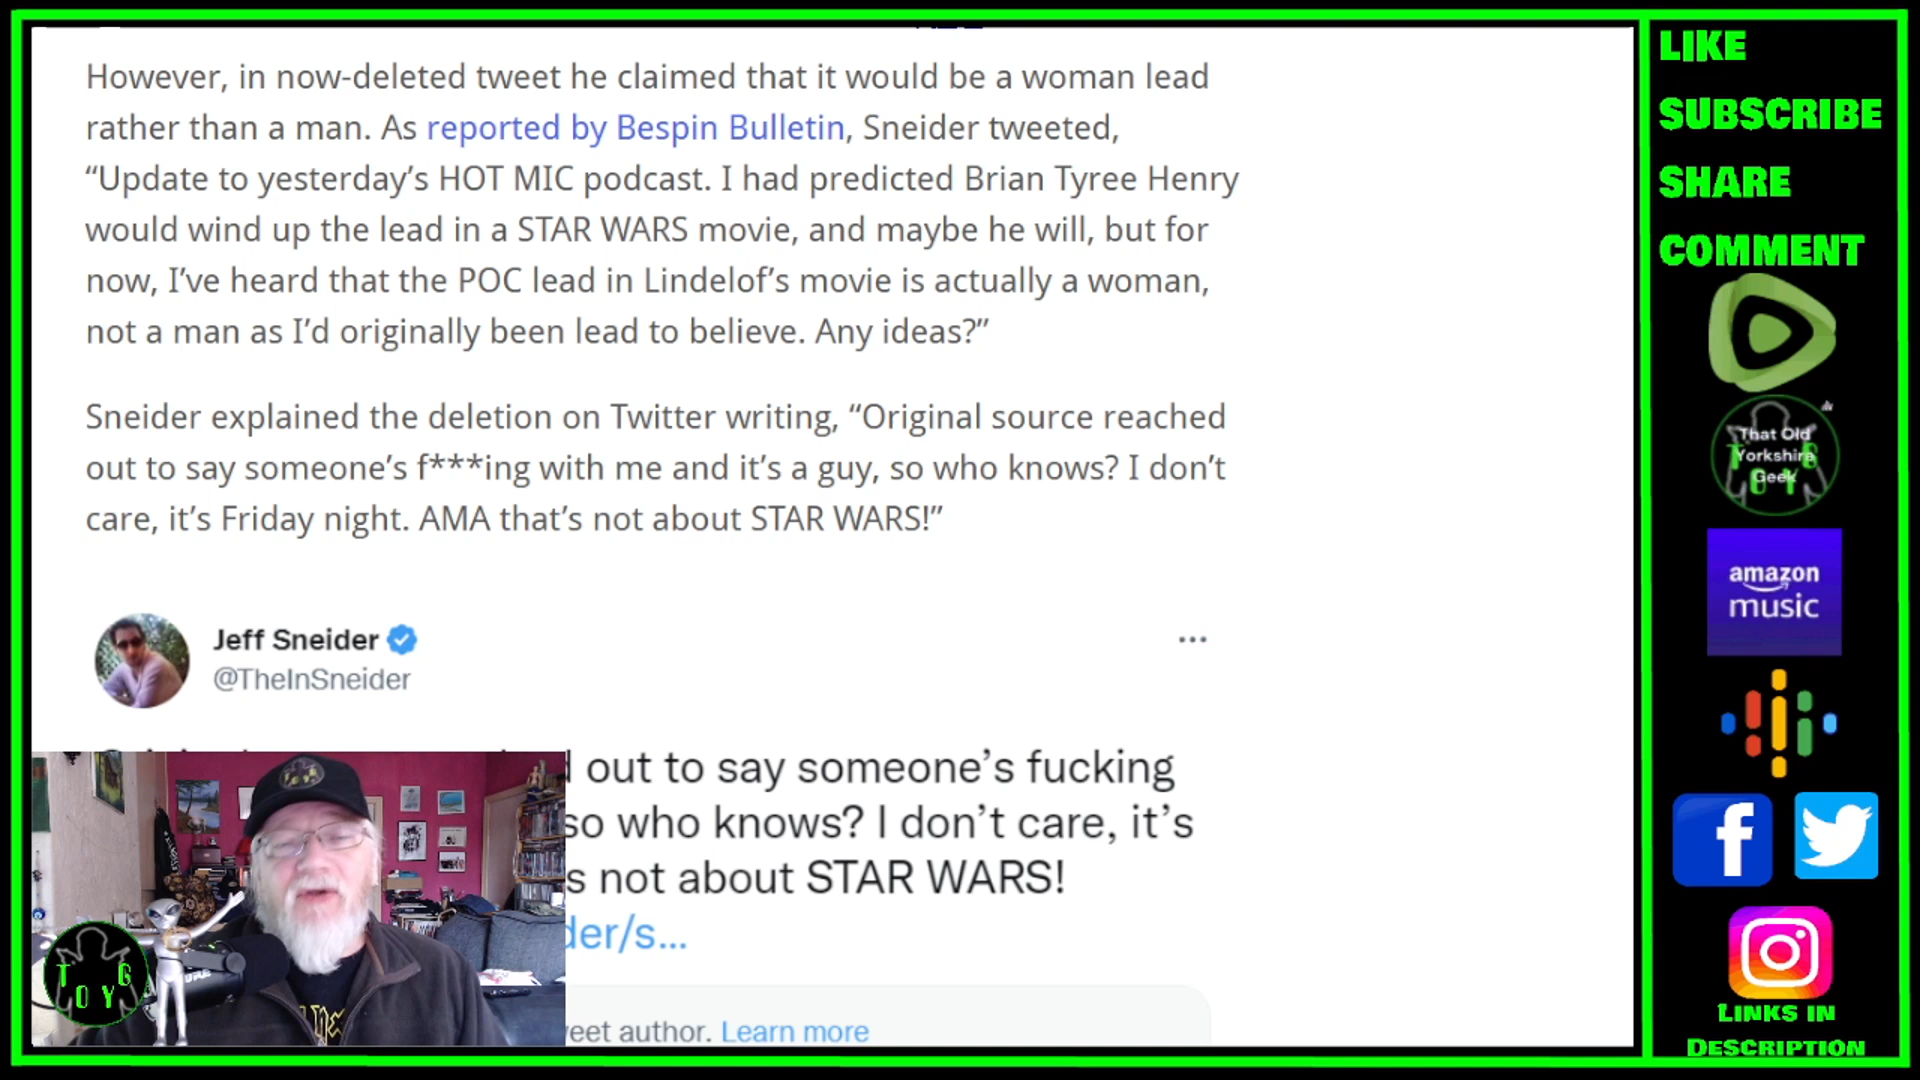 However, in now-deleted tweet he claimed that it would be a woman lead
rather than a man. As reported by Bespin Bulletin, Sneider tweeted,
“Update to yesterday’s HOT MIC podcast. I had predicted Brian Tyree Henry
would wind up the lead in a STAR WARS movie, and maybe he will, but for
now, I’ve heard that the POC lead in Lindelof’s movie is actually a woman,
not a man as I’d originally been lead to believe. Any ideas?”
Sneider explained the deletion on Twitter writing, “Original source reached
out to say someone’s f***ing with me and it’s a guy, so who knows? I don’t
care, it’s Friday night. AMA that’s not about STAR WARS!”
Jeff Sneider
@TheInSneider
out to say someone’s fucking
so who knows? I don’t care, it’s
s not about STAR WARS!
der/s...
eet author. Learn more
T O Y G
LIKE
SUBSCRIBE
SHARE
COMMENT
That Old
Yorkshire
Geek
amazon
music
LINKS IN
DESCRIPTION